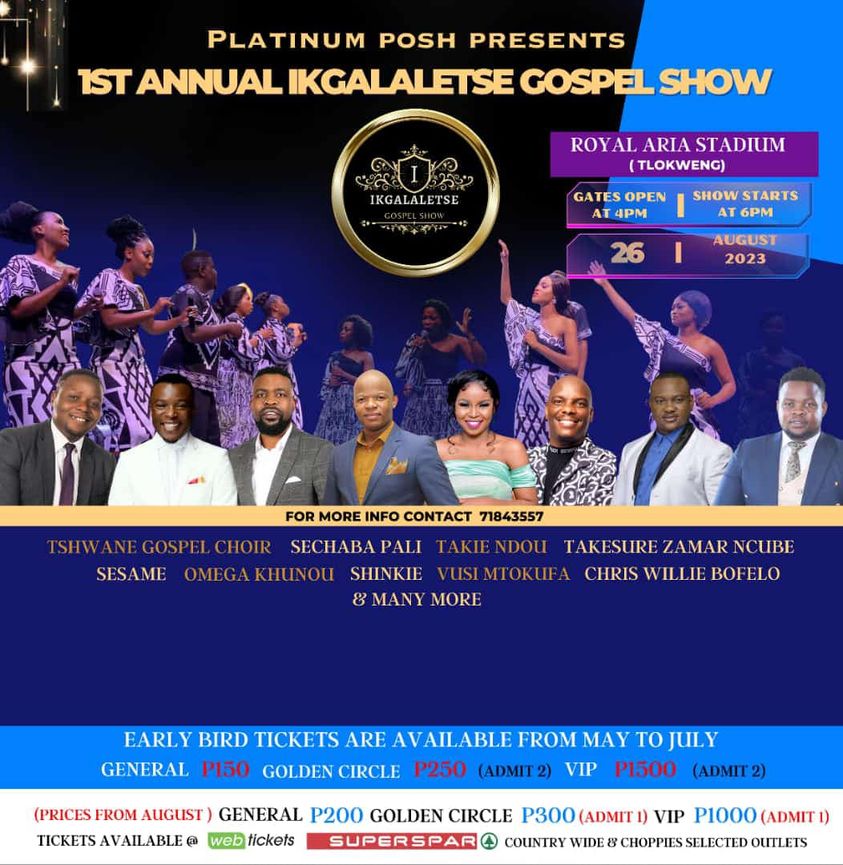 PLATINUM POSH PRESENTS
1ST ANNUAL IKGALALETSE GOSPEL SHOW
I
IKGALALETSE
GOSPEL SHOW
ROYAL ARIA STADIUM
( TLOKWENG)
GATES OPEN AT 4PM | SHOW STARTS AT 6PM
26 | AUGUST 2023
FOR MORE INFO CONTACT 71843557
TSHWANE GOSPEL CHOIR SECHABA PALI TAKIE NDOU TAKESURE ZAMAR NCUBE
SESAME OMEGA KHUNOU SHINKIE VUSI MTOKUFA CHRIS WILLIE BOFELO
& MANY MORE
EARLY BIRD TICKETS ARE AVAILABLE FROM MAY TO JULY
GENERAL P150 GOLDEN CIRCLE P250 (ADMIT 2) VIP P1500 (ADMIT 2)
(PRICES FROM AUGUST ) GENERAL P200 GOLDEN CIRCLE P300 (ADMIT 1) VIP P1000 (ADMIT 1)
TICKETS AVAILABLE @ webtickets SUPERSPAR COUNTRY WIDE & CHOPPIES SELECTED OUTLETS